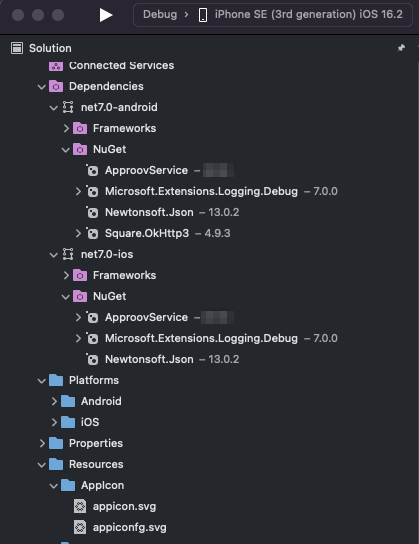 Debug > iPhone SE (3rd generation) iOS 16.2
Solution
Connected Services
Dependencies
net7.0-android
Frameworks
NuGet
ApproovService –
Microsoft.Extensions.Logging.Debug – 7.0.0
Newtonsoft.Json – 13.0.2
Square.OkHttp3 – 4.9.3
net7.0-ios
Frameworks
NuGet
ApproovService –
Microsoft.Extensions.Logging.Debug – 7.0.0
Newtonsoft.Json – 13.0.2
Platforms
Android
iOS
Properties
Resources
AppIcon
appicon.svg
appiconfg.svg